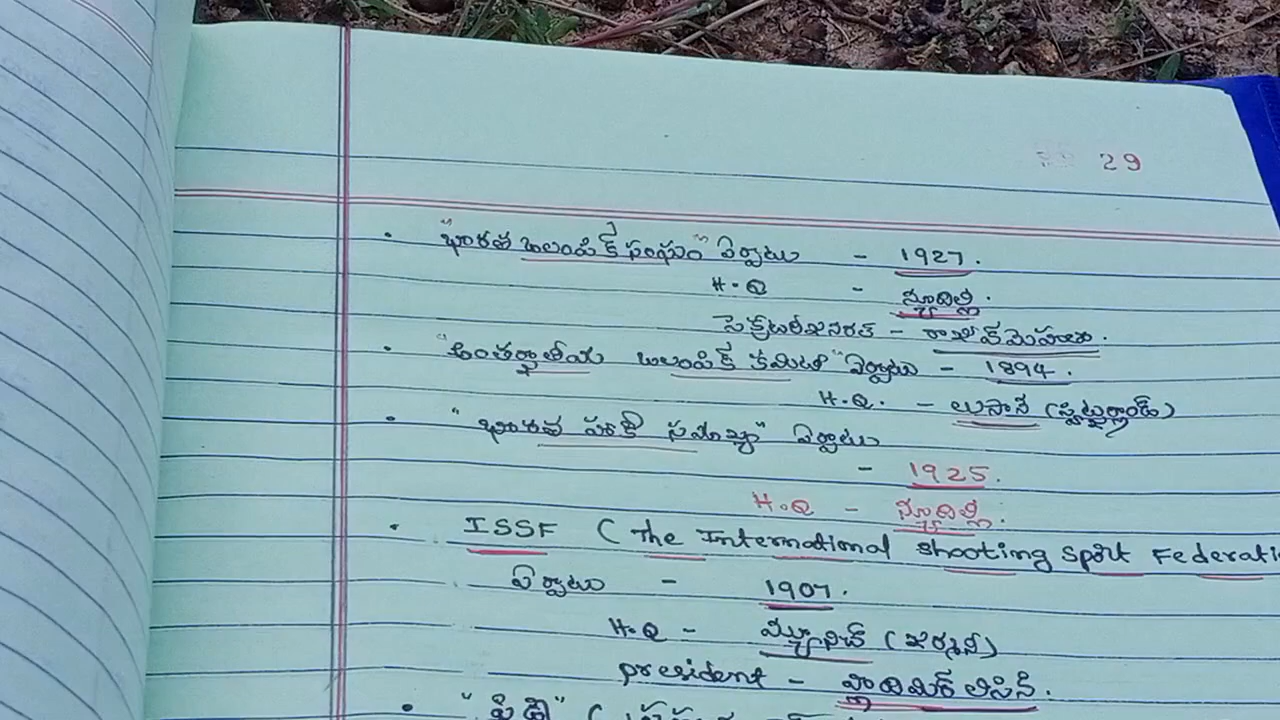 29
"భారత ఒలంపిక్ సంఘం" ఏర్పాటు - 1927.
H.Q - న్యూఢిల్లీ.
సెక్రటరీజనరల్ - రాజీవ్ మెహతా.
"అంతర్జాతీయ ఒలంపిక్ కమిటీ" ఏర్పాటు - 1894.
H.Q. - లుసానే (స్విట్జర్లాండ్)
"భారత హాకీ సమాఖ్య" ఏర్పాటు
- 1925.
H.Q - న్యూఢిల్లీ.
ISSF (The International shooting sport Federati
ఏర్పాటు - 1907.
H.Q - మ్యూనిచ్ (జర్మనీ)
president - వ్లాదిమిర్ లిసిన్.